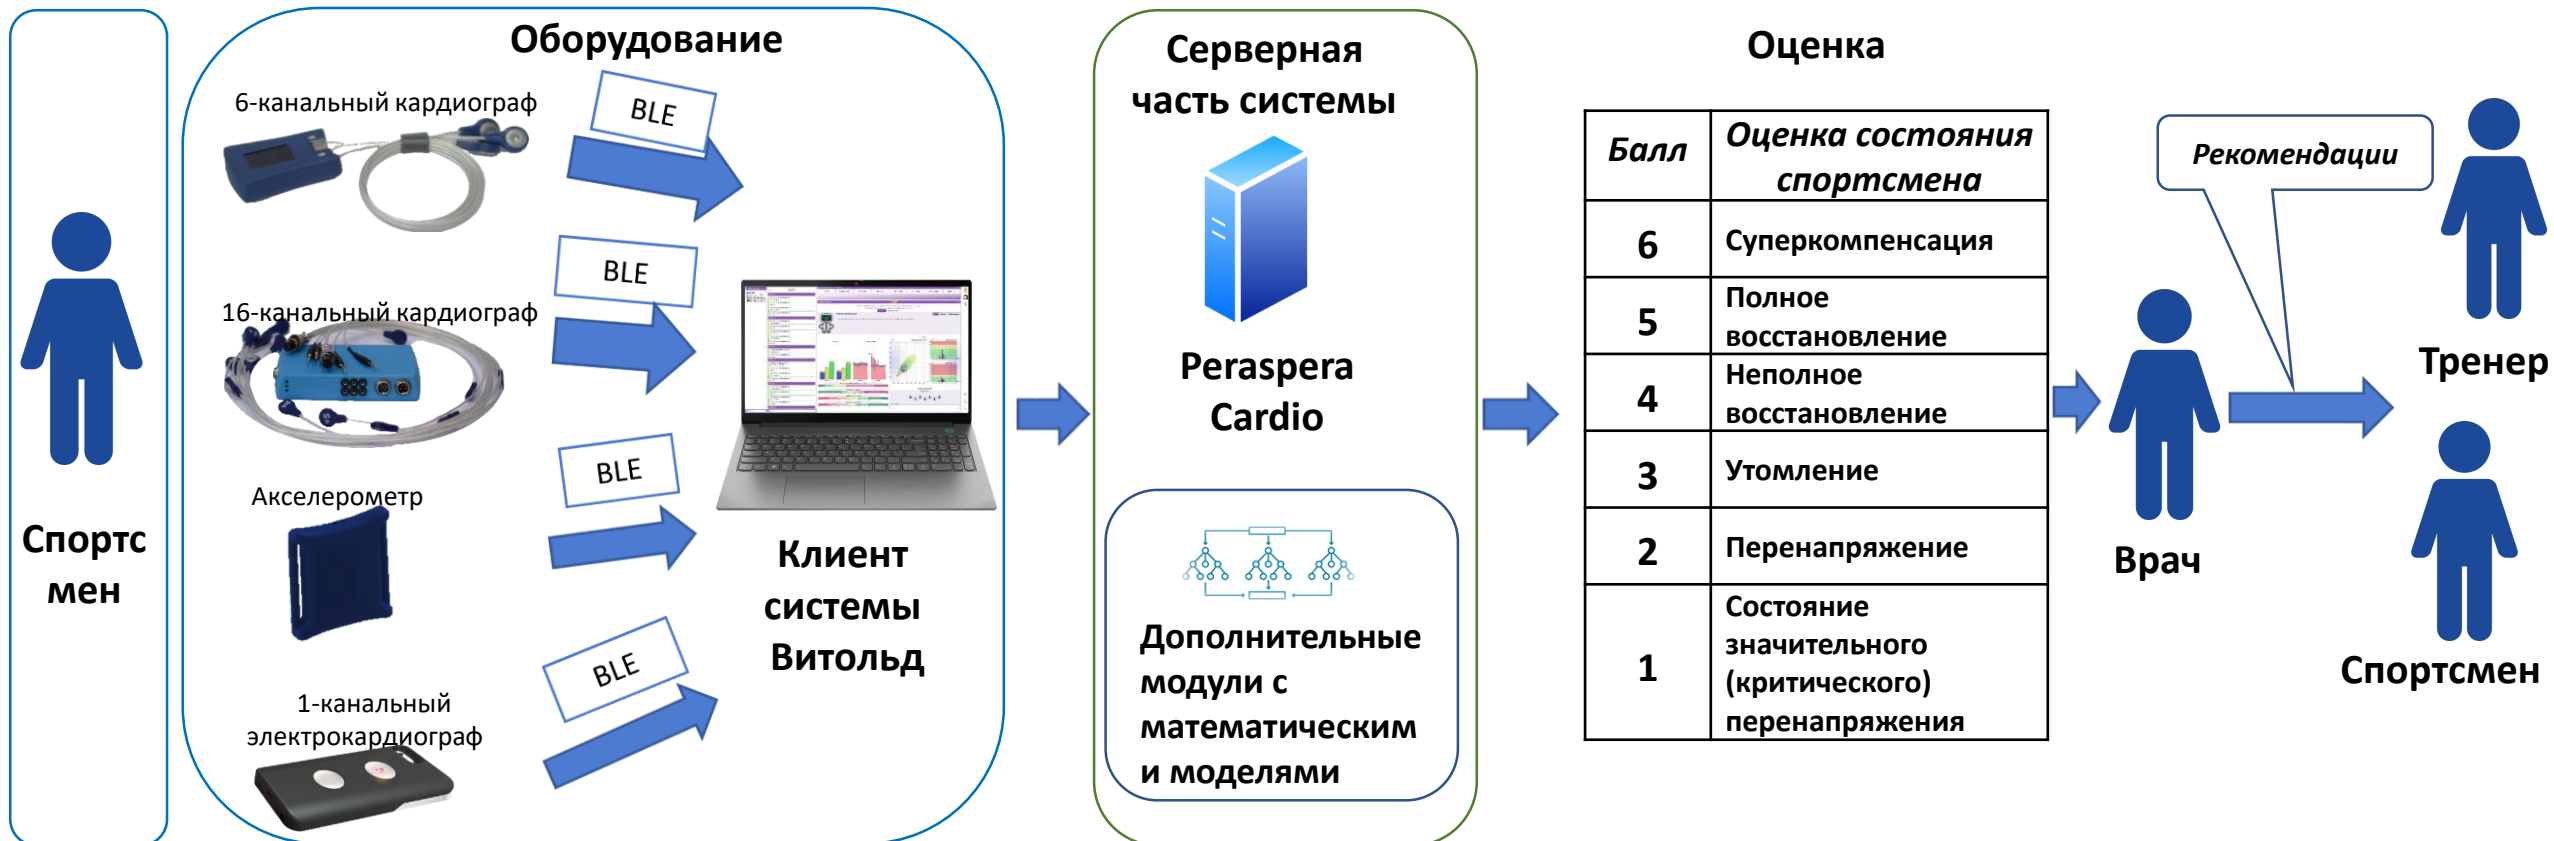 Спортс
мен
Оборудование
6-канальный кардиограф
BLE
16-канальный кардиограф
BLE
Акселерометр
BLE
1-канальный
электрокардиограф
BLE
Клиент
системы
Витольд
Серверная
часть системы
Peraspera
Cardio
Дополнительные
модули с
математическим
и моделями
Оценка
Балл
Оценка состояния
спортсмена
6
Суперкомпенсация
5
Полное
восстановление
4
Неполное
восстановление
3
Утомление
2
Перенапряжение
1
Состояние
значительного
(критического)
перенапряжения
Врач
Рекомендации
Тренер
Спортсмен